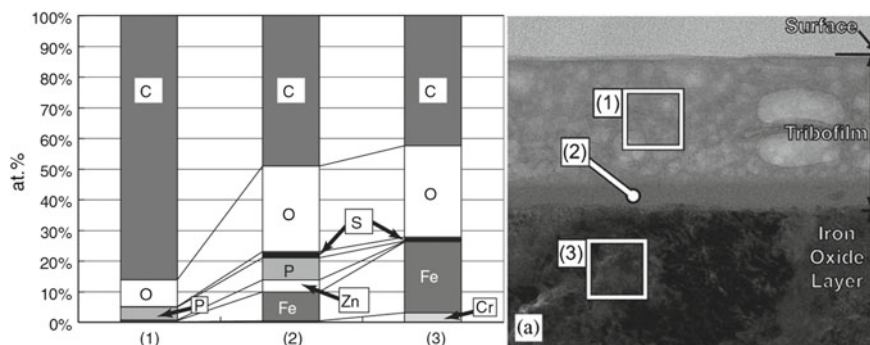 100%
90%
80%
70%
60%
50%
40%
30%
20%
10%
0%
at.%
C
C
C
O
O
O
S
P
P
Zn
Fe
Fe
Cr
(1)
(2)
(3)
Surface
(1)
Tribofilm
(2)
(3)
Iron
Oxide
Layer
(a)